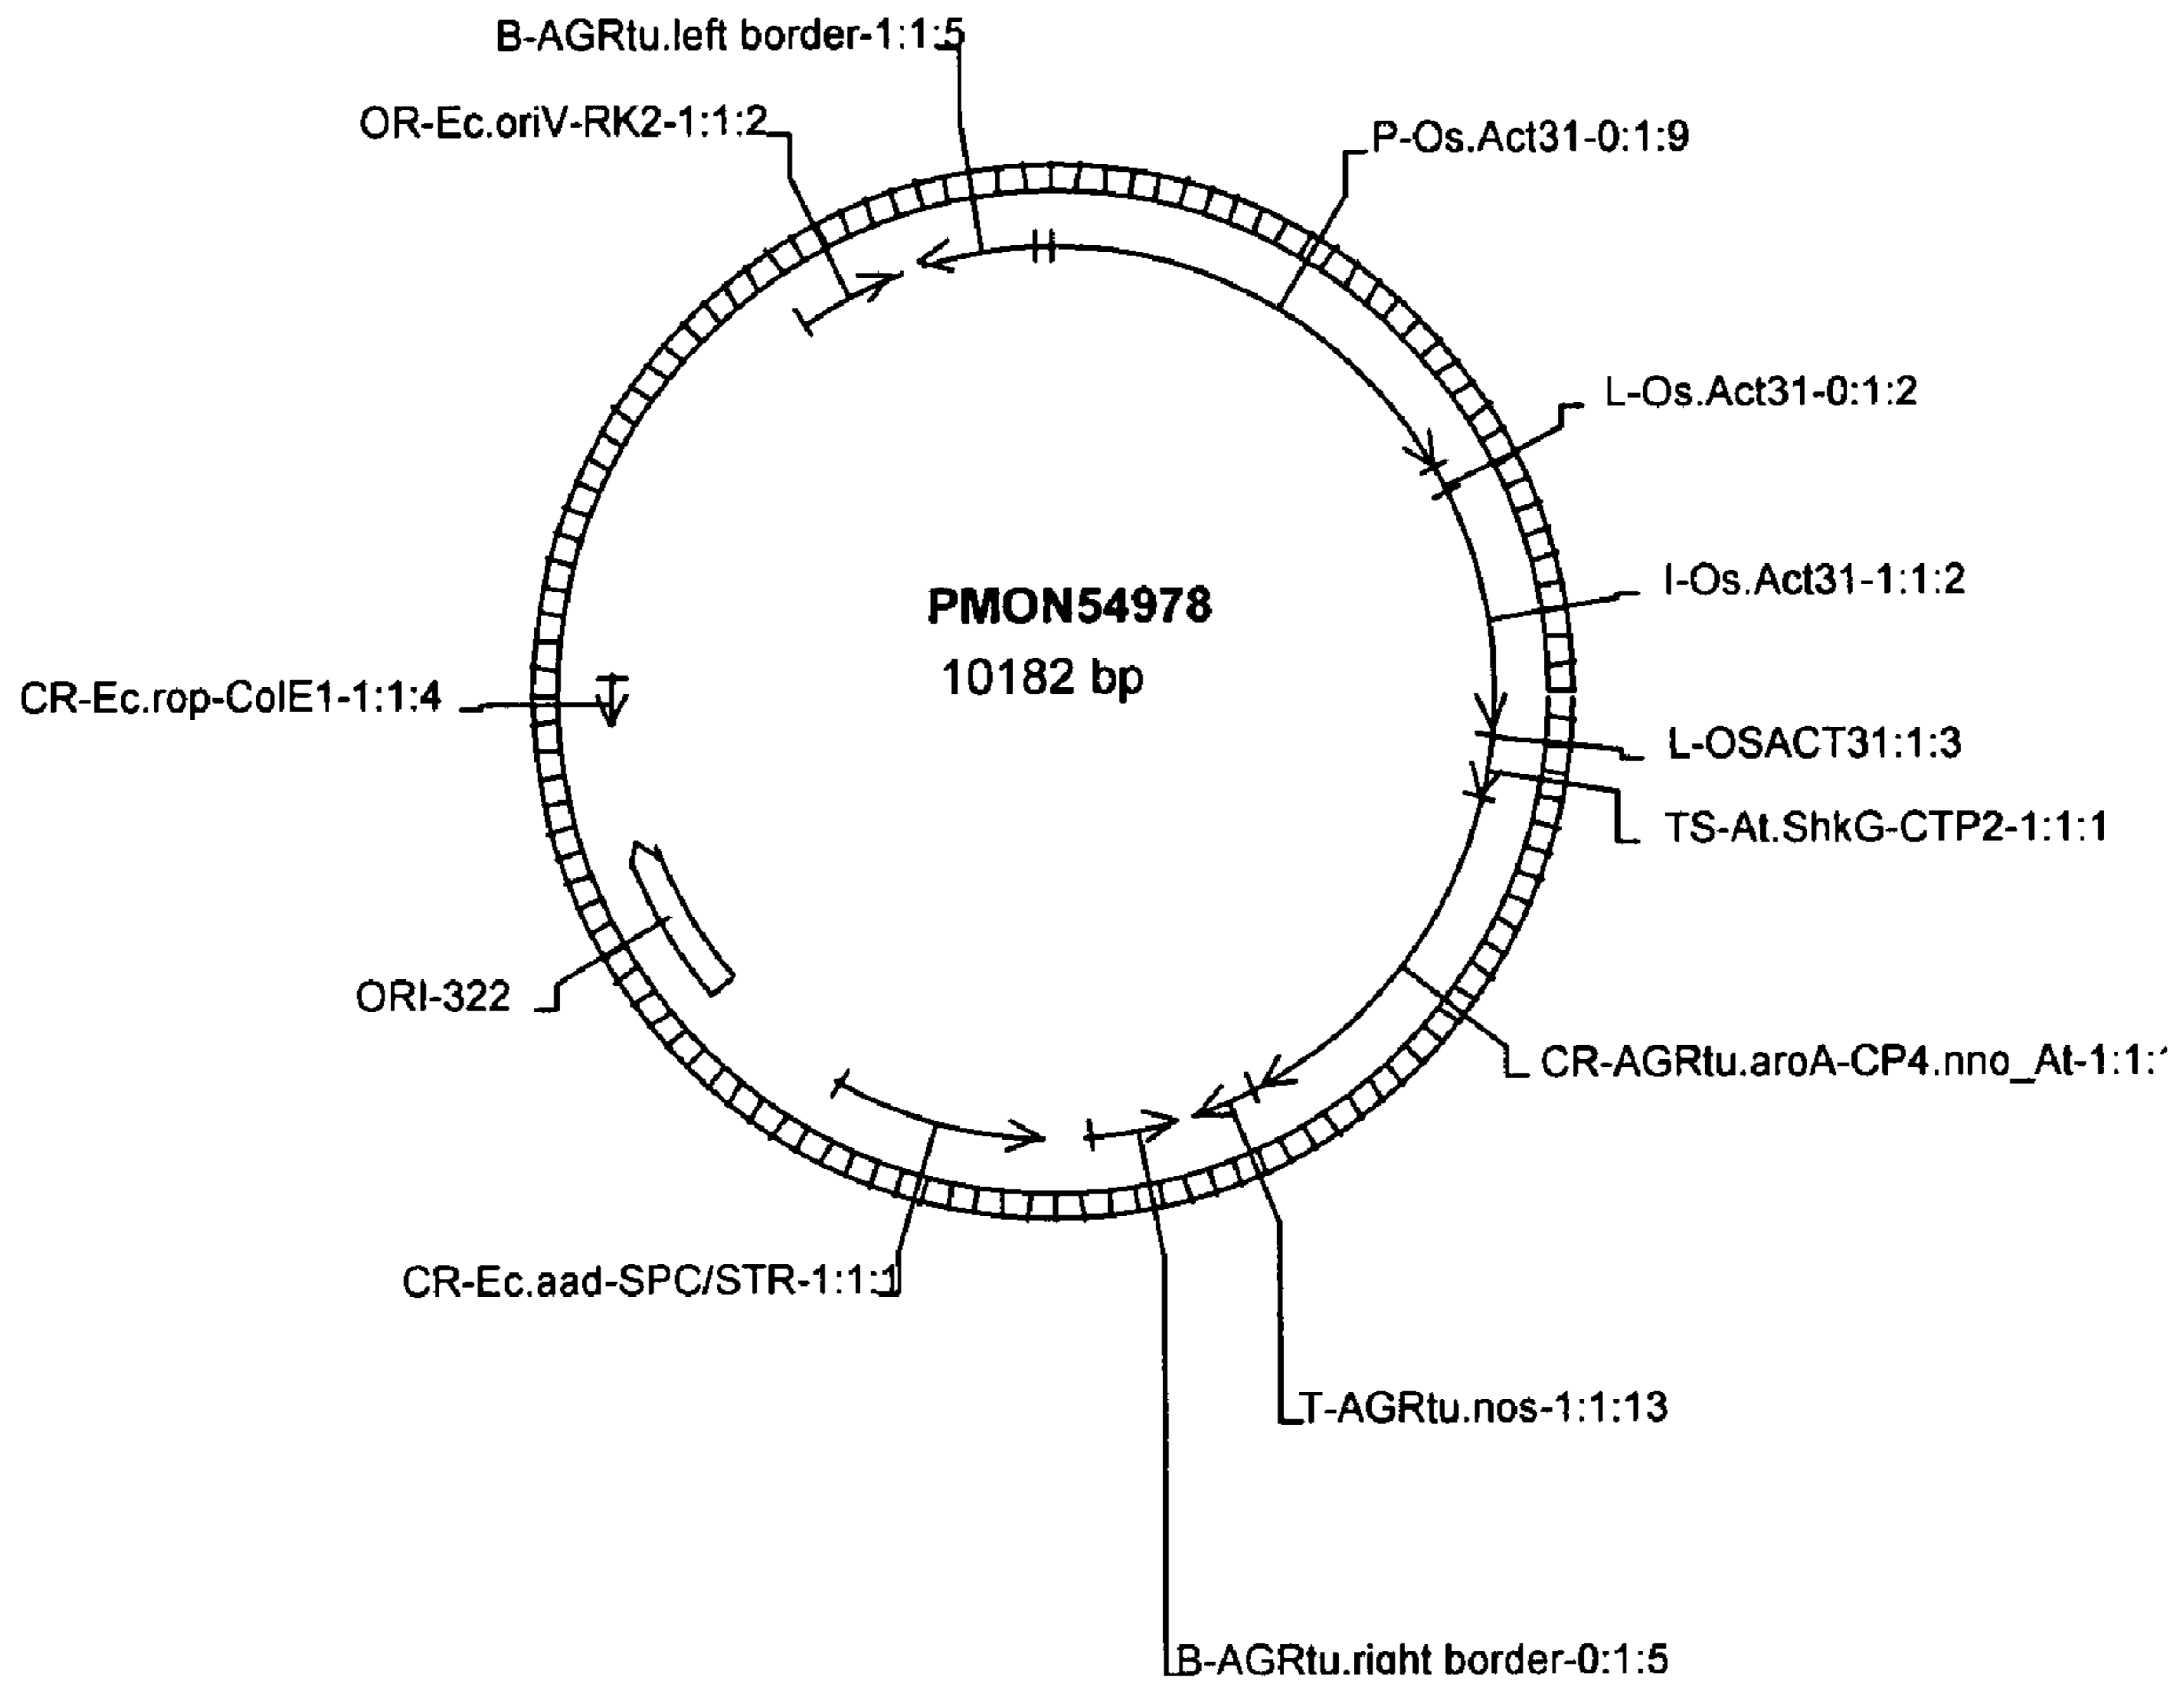 B-AGRtu.left border-1:1:5
OR-Ec.oriV-RK2-1:1:2
P-Os.Act31-0:1:9
L-Os.Act31-0:1:2
I-Os.Act31-1:1:2
PMON54978
10182 bp
CR-Ec.rop-ColE1-1:1:4
L-OSACT31:1:3
TS-At.ShkG-CTP2-1:1:1
ORI-322
CR-AGRtu.aroA-CP4.nno_At-1:1:
CR-Ec.aad-SPC/STR-1:1:1
T-AGRtu.nos-1:1:13
B-AGRtu.right border-0:1:5